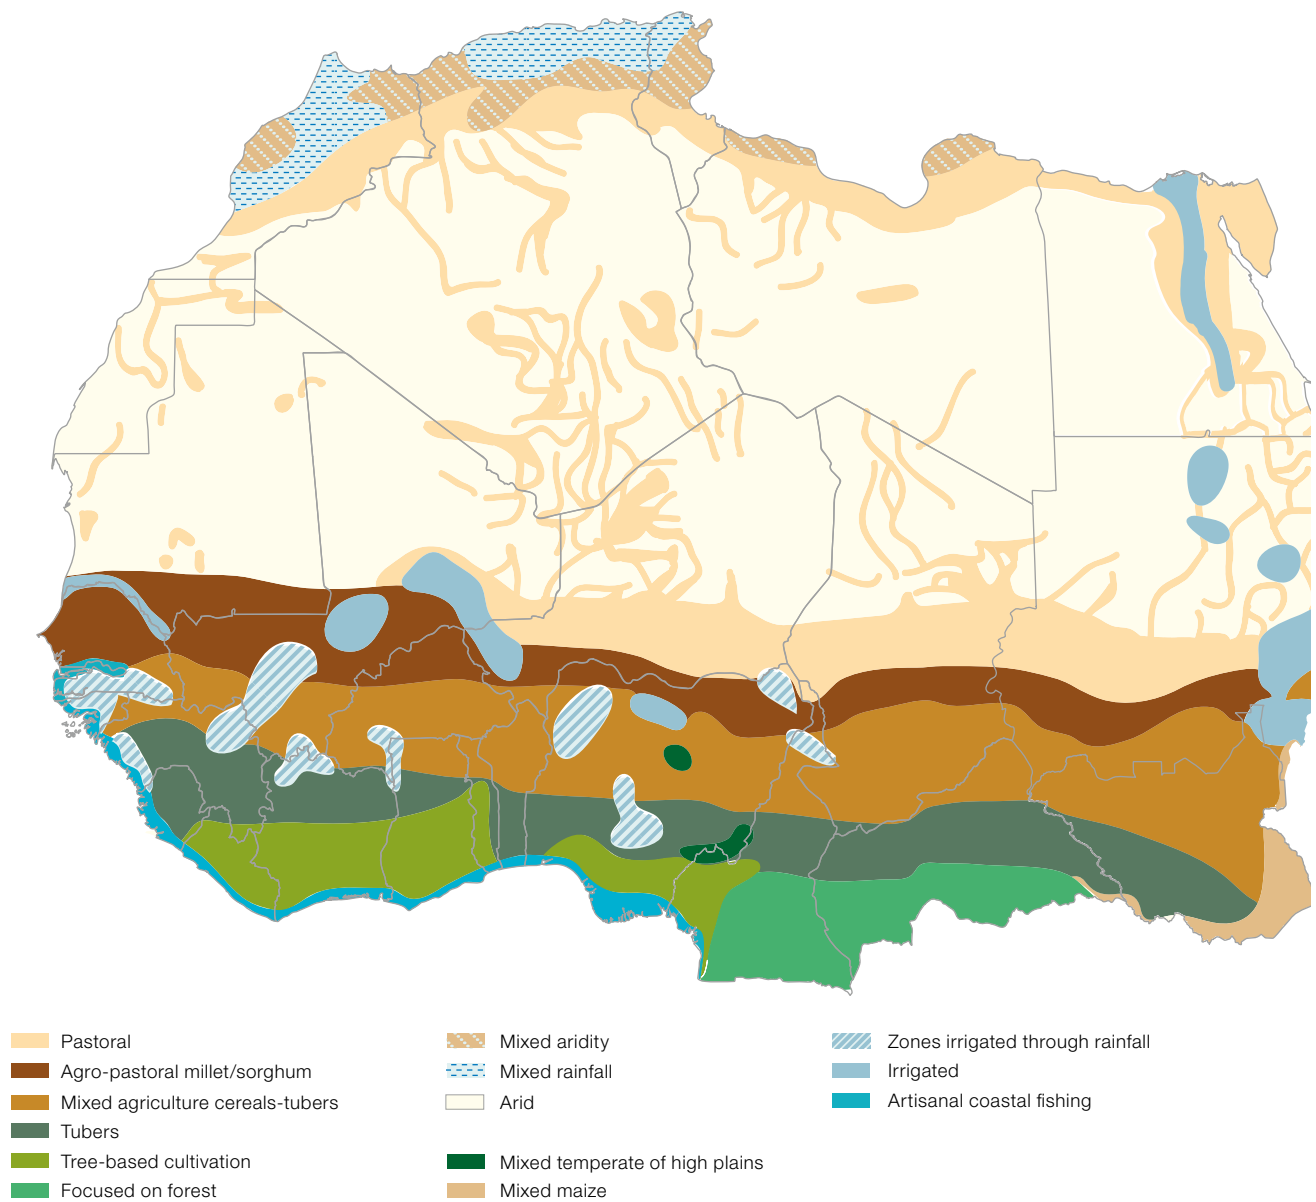 Pastoral
Agro-pastoral millet/sorghum
Mixed agriculture cereals-tubers
Tubers
Tree-based cultivation
Focused on forest
Mixed aridity
Mixed rainfall
Arid
Mixed temperate of high plains
Mixed maize
Zones irrigated through rainfall
Irrigated
Artisanal coastal fishing